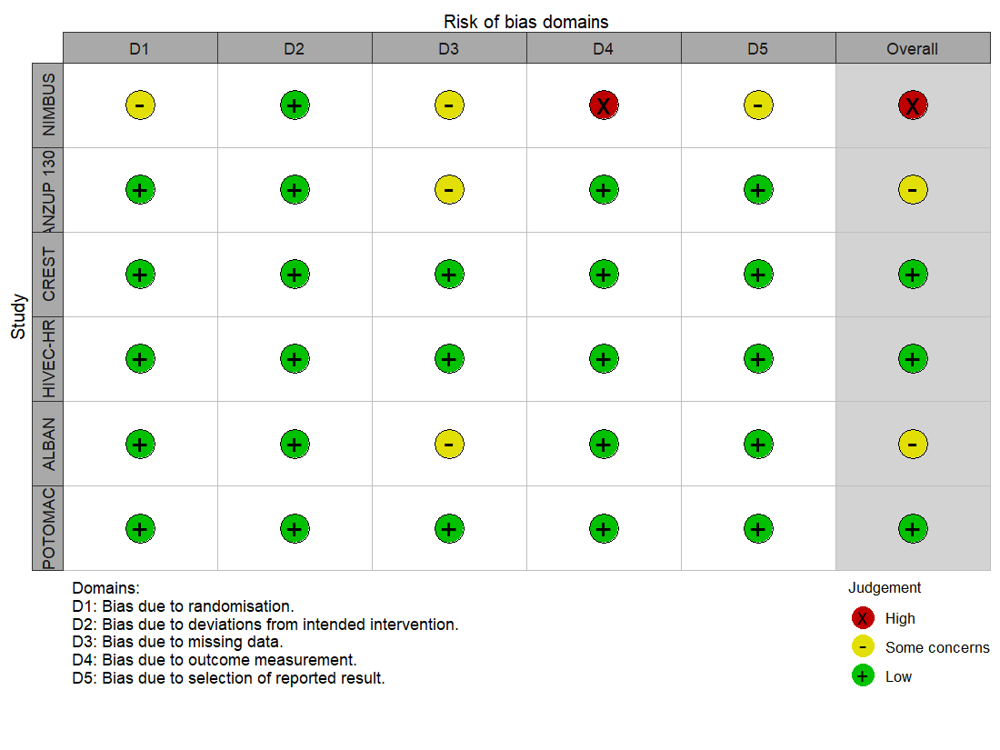 Risk of bias domains
D1 D2 D3 D4 D5 Overall
Study
NIMBUS - + - X - X
ANZUP 130 + + - + + -
CREST + + + + + +
HIVEC-HR + + + + + +
ALBAN + + - + + -
POTOMAC + + + + + +
Domains:
D1: Bias due to randomisation.
D2: Bias due to deviations from intended intervention.
D3: Bias due to missing data.
D4: Bias due to outcome measurement.
D5: Bias due to selection of reported result.
Judgement
X High
- Some concerns
+ Low